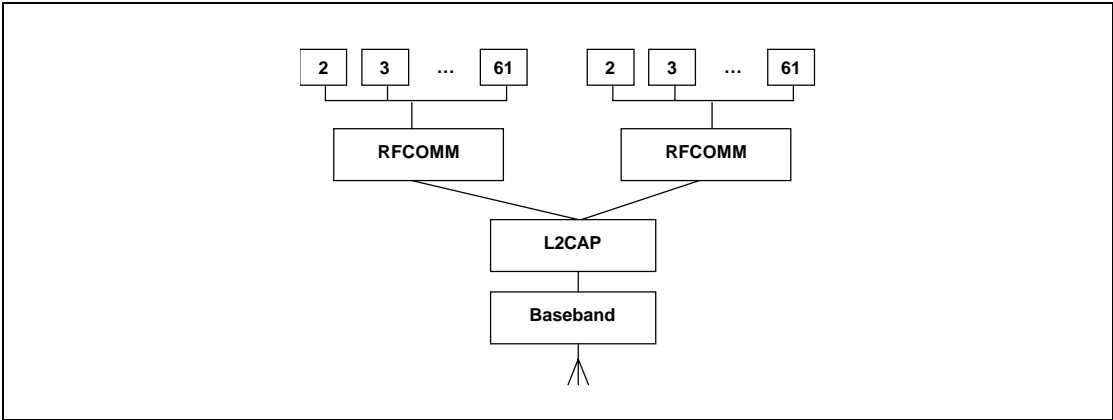 2 3 … 61 2 3 … 61
RFCOMM RFCOMM
L2CAP
Baseband